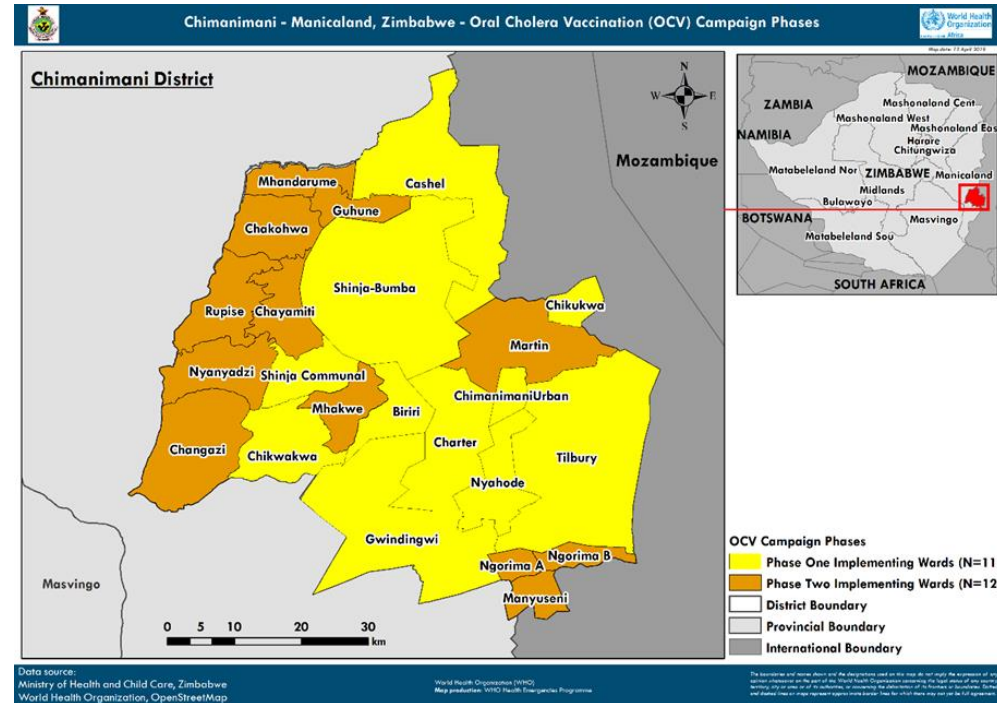 Chimanimani - Manicaland, Zimbabwe - Oral Cholera Vaccination (OCV) Campaign Phases
World Health
Organization
Africa
Chimanimani District
N
W E
S
Mozambique
Cashel
Mhandarume
Guhune
Chakohwa
Shinja-Bumba
Chikukwa
Rupise
Chayamiti
Martin
Nyanyadzi
Shinja Communal
Mhakwe
Biriri
ChimanimaniUrban
Changazi
Chikwakwa
Charter
Tilbury
Nyahode
Gwindingwi
Ngorima A
Ngorima B
Manyuseni
Masvingo
0 5 10 20 30
km
MOZAMBIQUE
ZAMBIA
Mashonaland Cent
Mashonaland West
Mashonaland Eas
NAMIBIA
Harare
Chitungwiza
Matabeleland Nor
ZIMBABWE
Manicaland
Midlands
Bulawayo
Masvingo
BOTSWANA
Matabeleland Sou
SOUTH AFRICA
OCV Campaign Phases
Phase One Implementing Wards (N=11
Phase Two Implementing Wards (N=12
District Boundary
Provincial Boundary
International Boundary
Data source:
Ministry of Health and Child Care, Zimbabwe
World Health Organization, OpenStreetMap
World Health Organization (WHO)
Map production: WHO Health Emergencies Programme